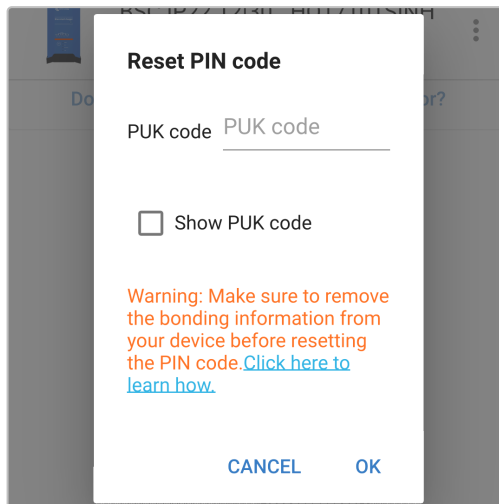 Reset PIN code
PUK code PUK code
Show PUK code
Warning: Make sure to remove
the bonding information from
your device before resetting
the PIN code.Click here to
learn how.
CANCEL OK